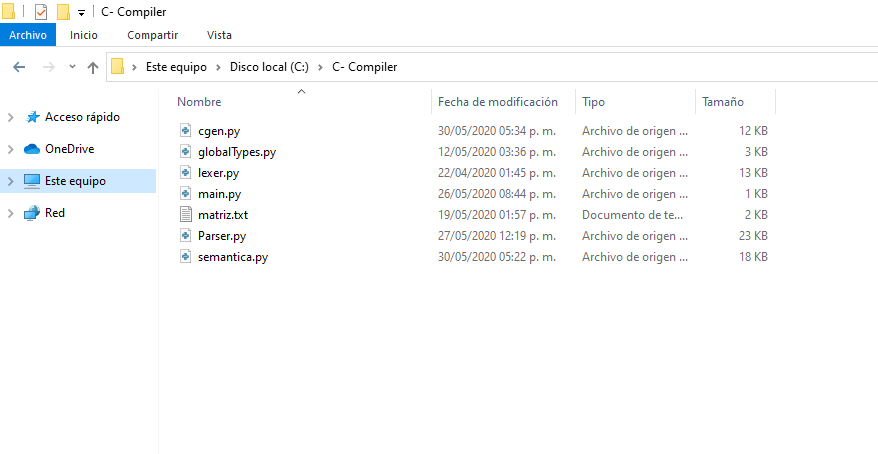 C- Compiler
Archivo Inicio Compartir Vista
Este equipo Disco local (C:) C- Compiler
Acceso rápido
OneDrive
Este equipo
Red
Nombre Fecha de modificación Tipo Tamaño
cgen.py 30/05/2020 05:34 p. m. Archivo de origen ... 12 KB
globalTypes.py 12/05/2020 03:36 p. m. Archivo de origen ... 3 KB
lexer.py 22/04/2020 01:45 p. m. Archivo de origen ... 13 KB
main.py 26/05/2020 08:44 p. m. Archivo de origen ... 1 KB
matriz.txt 19/05/2020 01:57 p. m. Documento de te... 2 KB
Parser.py 27/05/2020 12:19 p. m. Archivo de origen ... 23 KB
semantica.py 30/05/2020 05:22 p. m. Archivo de origen ... 18 KB